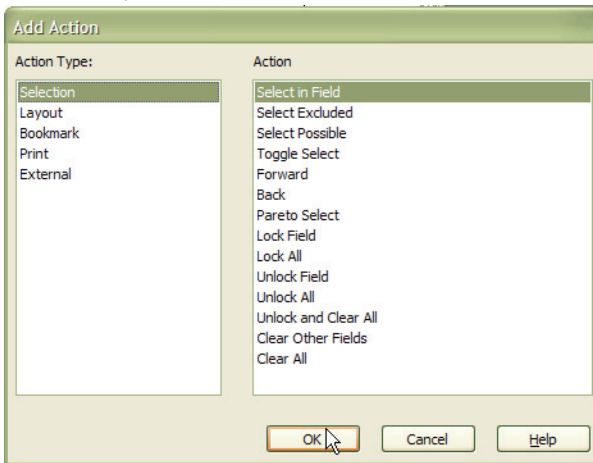 Add Action
Action Type:
Action
Selection
Layout
Bookmark
Print
External
Select in Field
Select Excluded
Select Possible
Toggle Select
Forward
Back
Pareto Select
Lock Field
Lock All
Unlock Field
Unlock All
Unlock and Clear All
Clear Other Fields
Clear All
OK
Cancel
Help